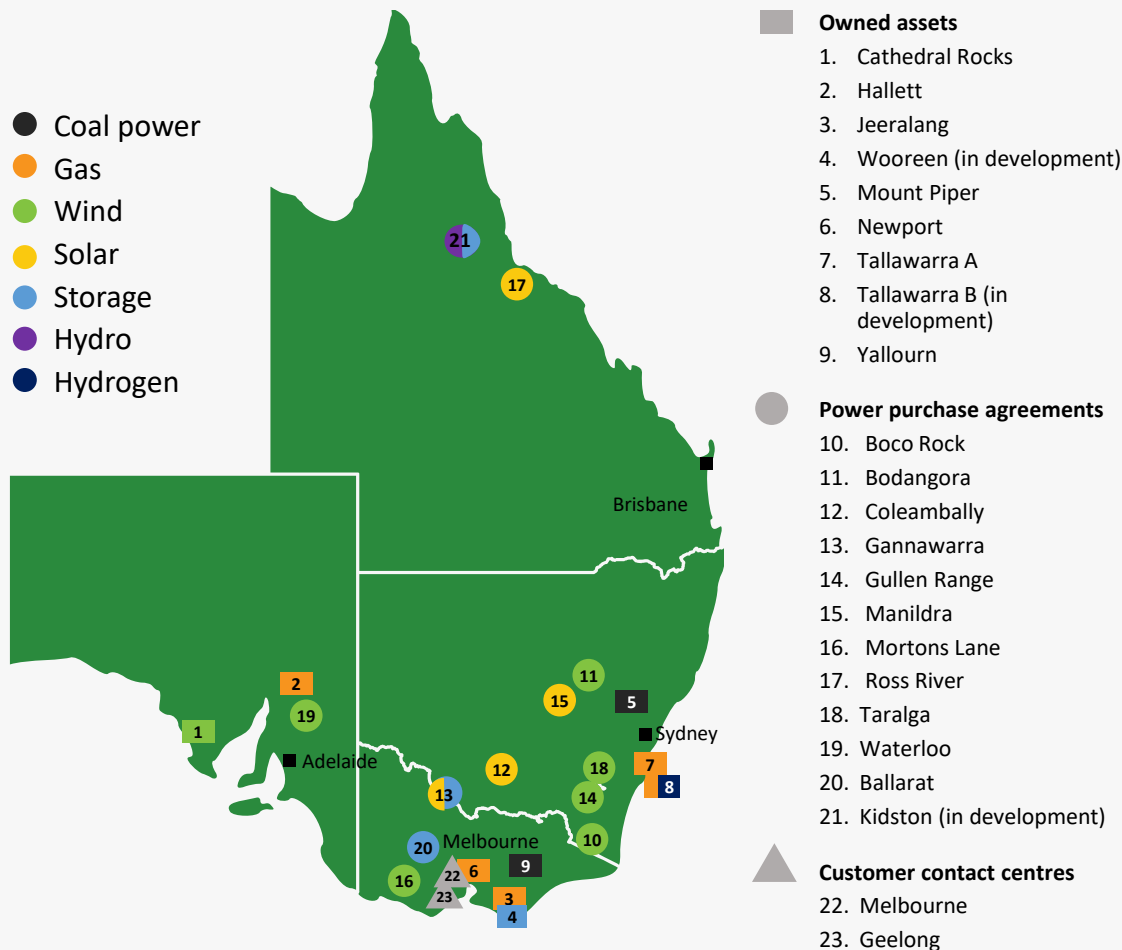 Coal power
Gas
Wind
Solar
Storage
Hydro
Hydrogen
21
17
Brisbane
11
15
5
2
19
1
Sydney
Adelaide
12
18
7
8
13
14
Melbourne
10
20
22
6
9
16
23
3
4
Owned assets
1. Cathedral Rocks
2. Hallett
3. Jeeralang
4. Wooreen (in development)
5. Mount Piper
6. Newport
7. Tallawarra A
8. Tallawarra B (in
development)
9. Yallourn
Power purchase agreements
10. Boco Rock
11. Bodangora
12. Coleambally
13. Gannawarra
14. Gullen Range
15. Manildra
16. Mortons Lane
17. Ross River
18. Taralga
19. Waterloo
20. Ballarat
21. Kidston (in development)
Customer contact centres
22. Melbourne
23. Geelong